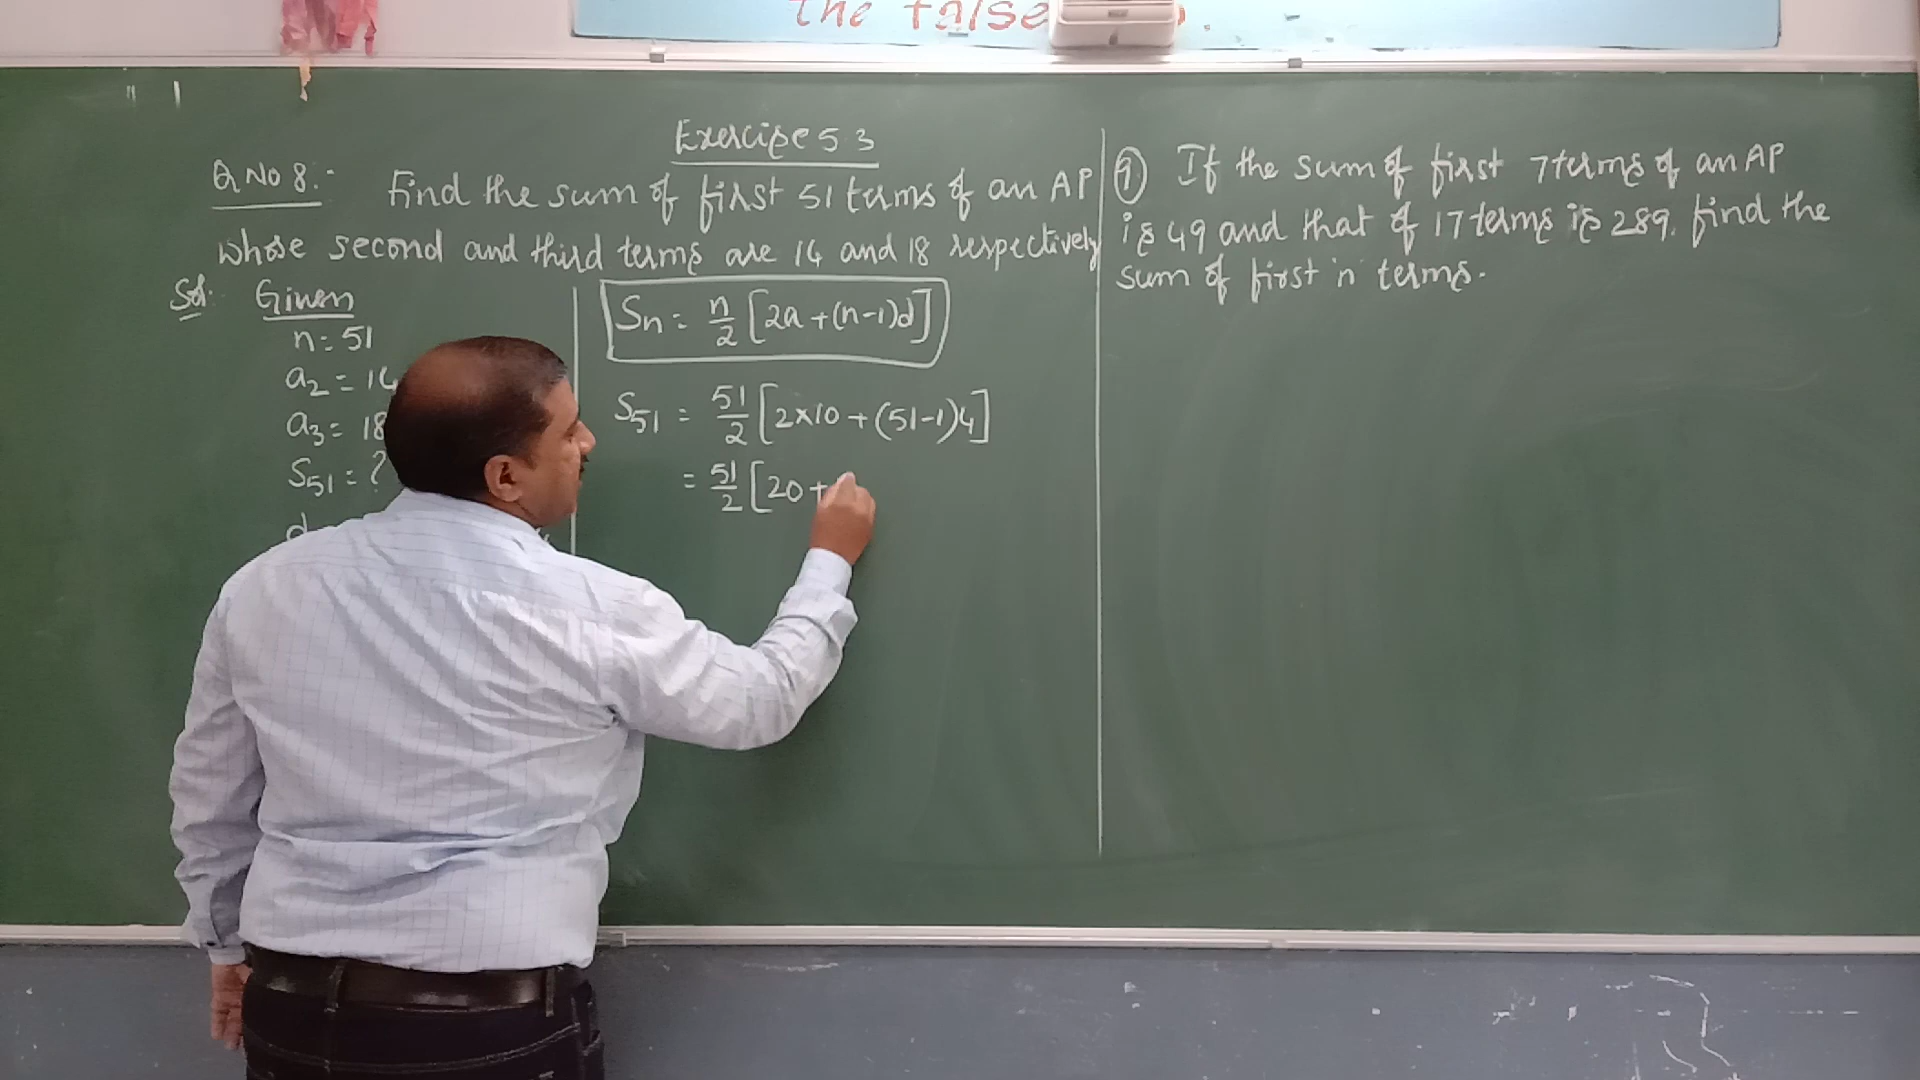 the false
Exercise 5.3
Q No 8:- Find the sum of first 51 terms of an AP
whose second and third terms are 14 and 18 respectively
Sol: Given
n = 51
a₂ = 14
a₃ = 18
S₅₁ = ?
d
Sn = n/2 [2a + (n-1)d]
S₅₁ = 51/2 [2×10 + (51-1)4]
= 51/2 [20 +
⑨ If the sum of first 7 terms of an AP
is 49 and that of 17 terms is 289. find the
sum of first 'n' terms.